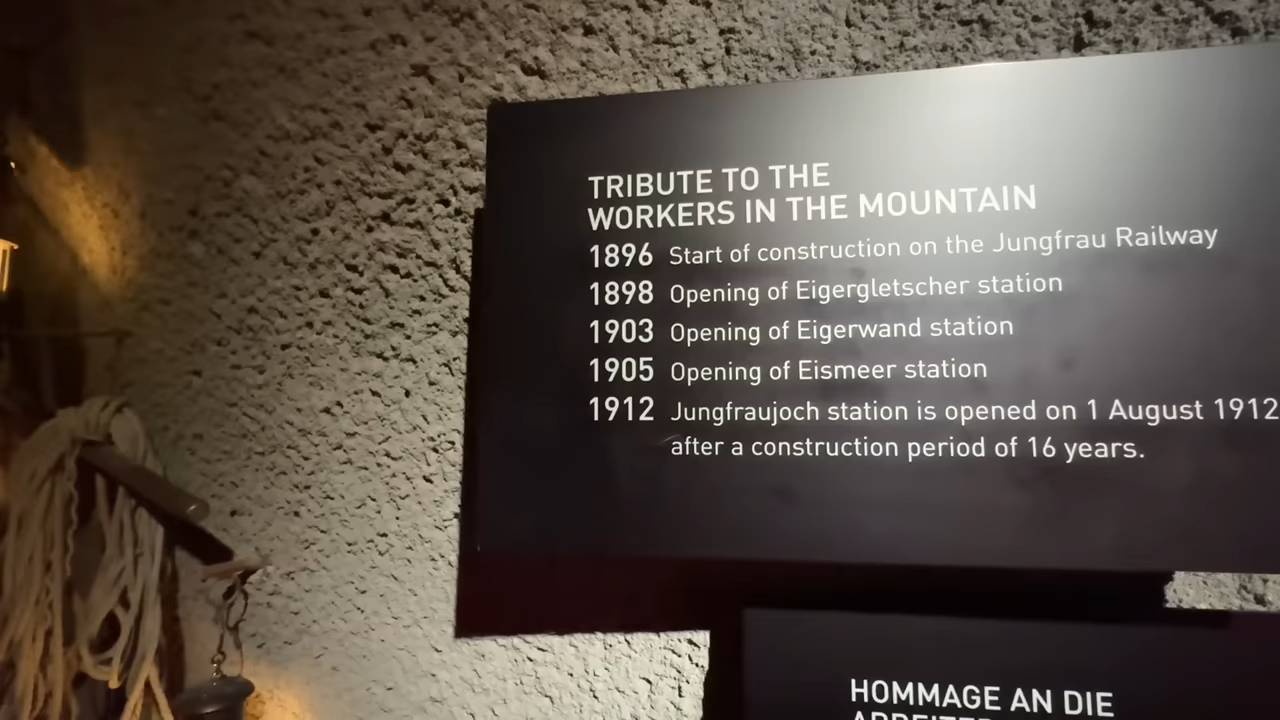 TRIBUTE TO THE
WORKERS IN THE MOUNTAIN
1896 Start of construction on the Jungfrau Railway
1898 Opening of Eigergletscher station
1903 Opening of Eigerwand station
1905 Opening of Eismeer station
1912 Jungfraujoch station is opened on 1 August 1912
after a construction period of 16 years.
HOMMAGE AN DIE